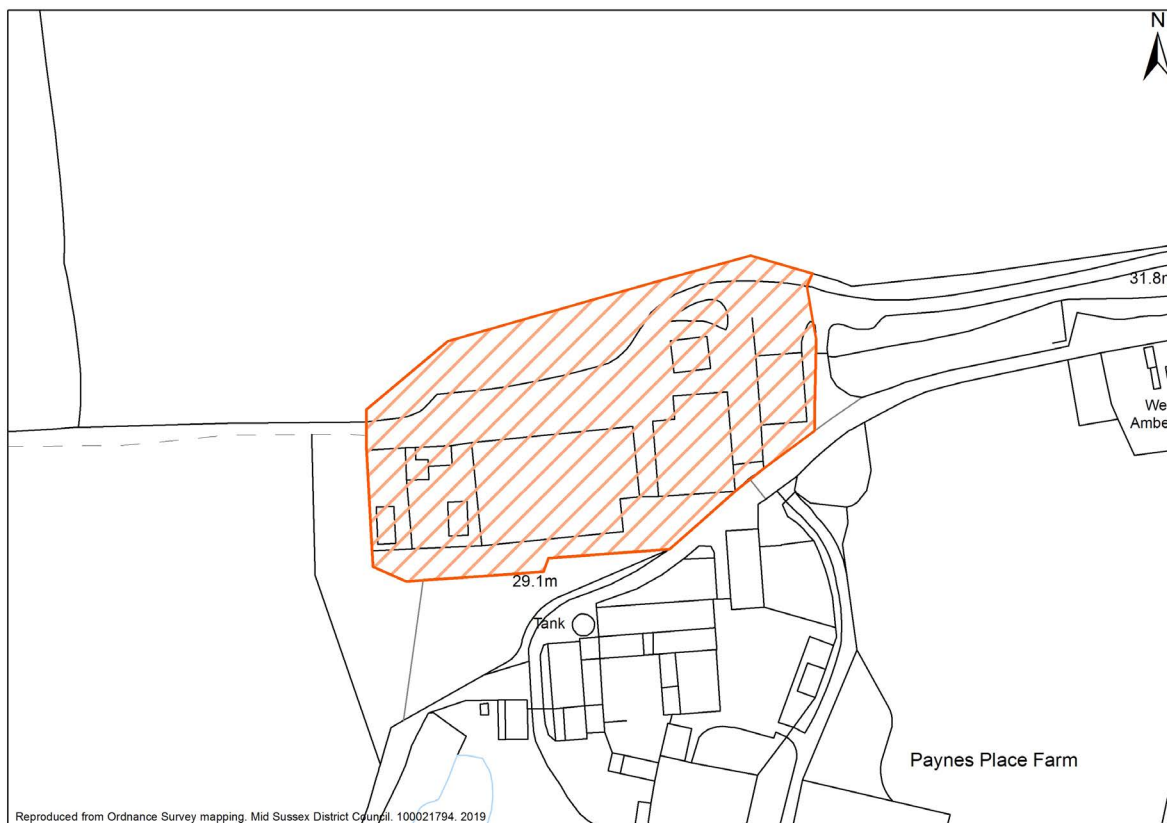 N
31.8m
We
Ambe
29.1m
Tank
Paynes Place Farm
Reproduced from Ordnance Survey mapping. Mid Sussex District Council. 100021794. 2019